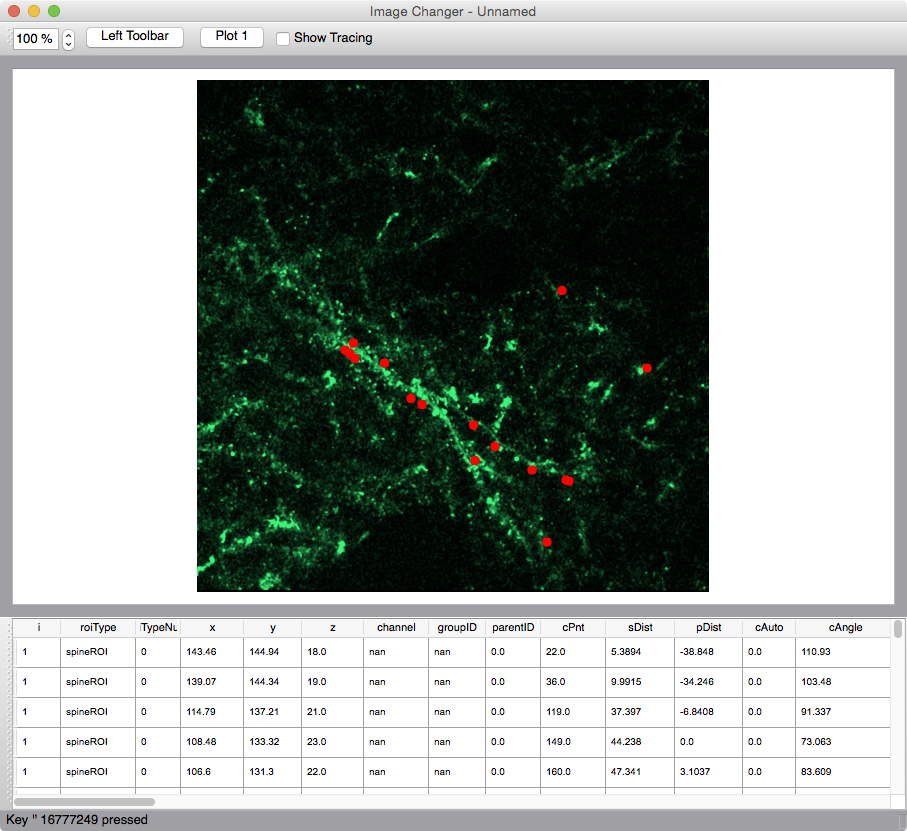 Image Changer - Unnamed
100 % Left Toolbar Plot 1 Show Tracing
i roiType TypeNu x y z channel groupID parentID cPnt sDist pDist cAuto cAngle
1 spineROI 0 143.46 144.94 18.0 nan nan 0.0 22.0 5.3894 -38.848 0.0 110.93
1 spineROI 0 139.07 144.34 19.0 nan nan 0.0 36.0 9.9915 -34.246 0.0 103.48
1 spineROI 0 114.79 137.21 21.0 nan nan 0.0 119.0 37.397 -6.8408 0.0 91.337
1 spineROI 0 108.48 133.32 23.0 nan nan 0.0 149.0 44.238 0.0 0.0 73.063
1 spineROI 0 106.6 131.3 22.0 nan nan 0.0 160.0 47.341 3.1037 0.0 83.609
Key " 16777249 pressed